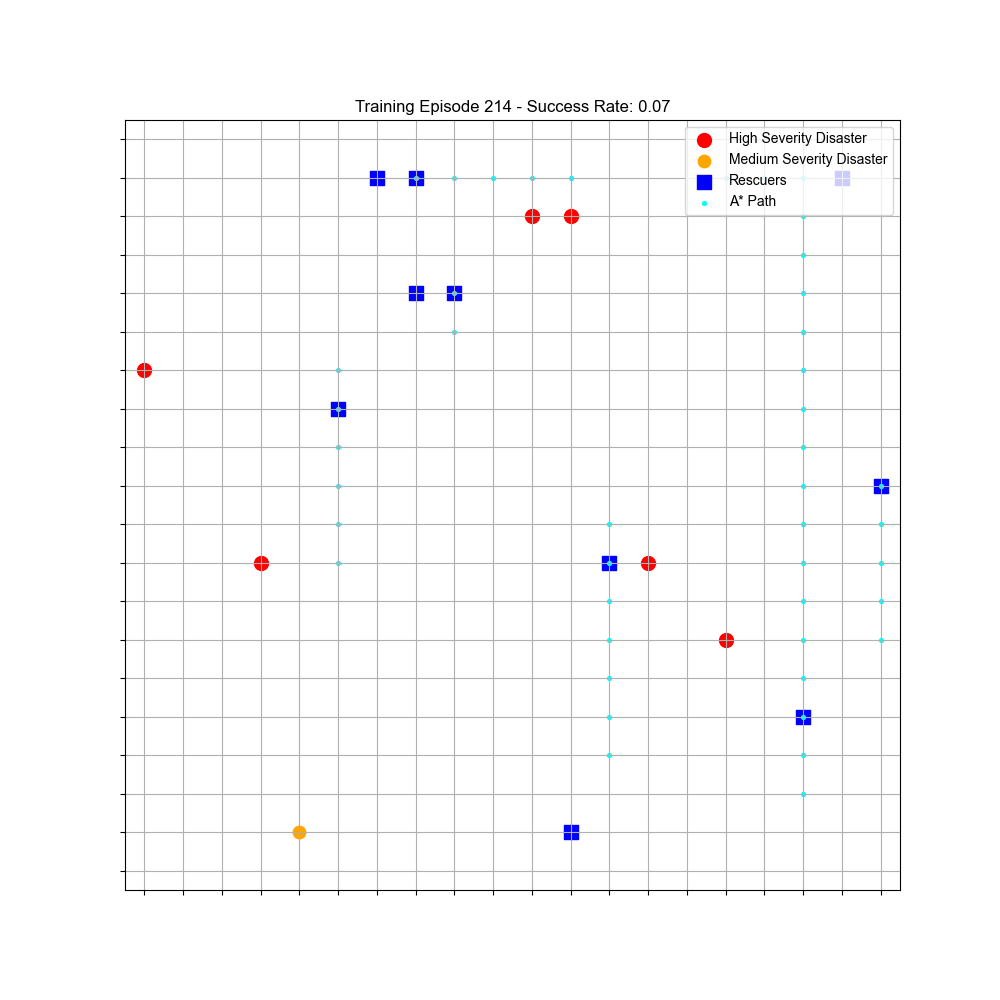 Training Episode 214 - Success Rate: 0.07
High Severity Disaster
Medium Severity Disaster
Rescuers
A* Path